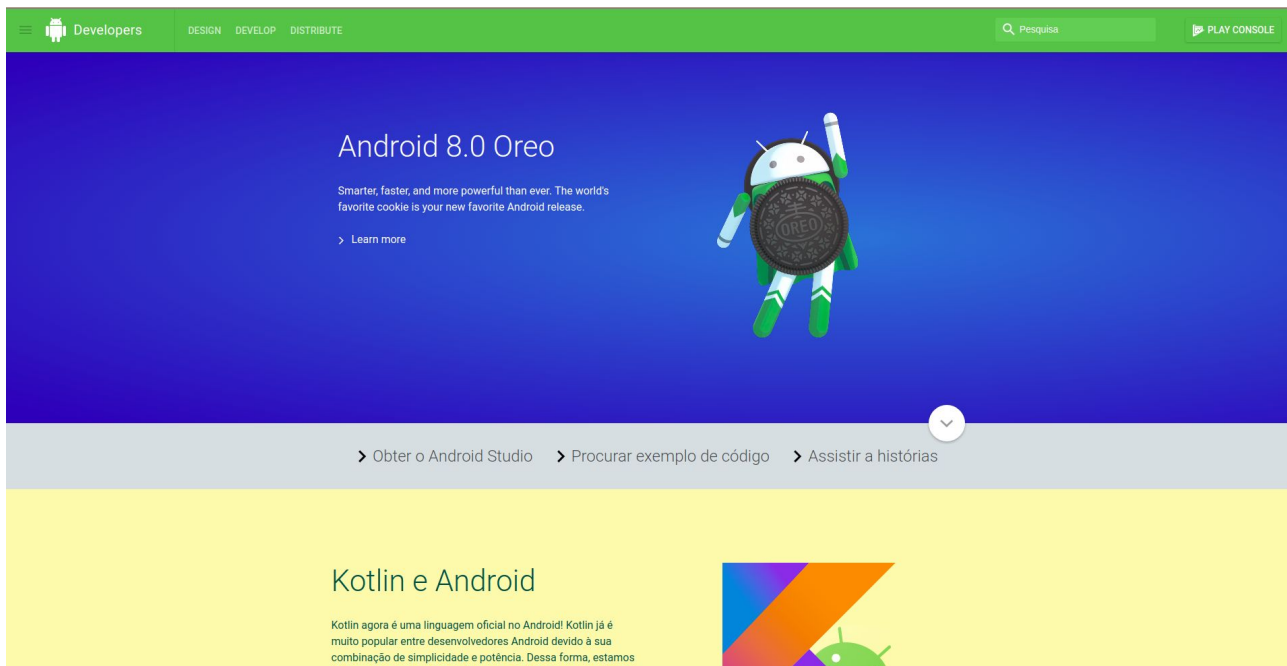 Developers DESIGN DEVELOP DISTRIBUTE Pesquisa PLAY CONSOLE
Android 8.0 Oreo
Smarter, faster, and more powerful than ever. The world's
favorite cookie is your new favorite Android release.
Learn more
OREO
Obter o Android Studio Procurar exemplo de código Assistir a histórias
Kotlin e Android
Kotlin agora é uma linguagem oficial no Android! Kotlin já é
muito popular entre desenvolvedores Android devido à sua
combinação de simplicidade e potência. Dessa forma, estamos